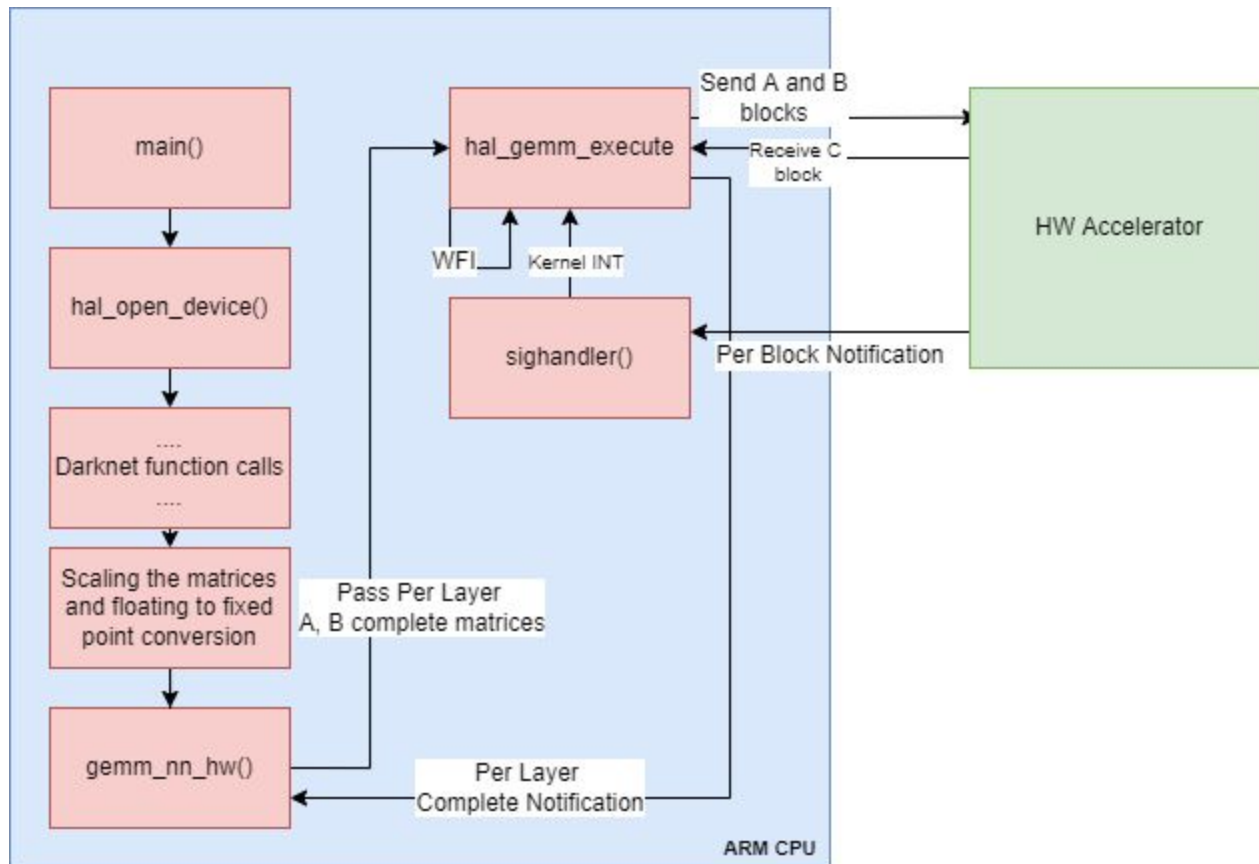 main()
hal_open_device()
....
Darknet function calls
....
Scaling the matrices
and floating to fixed
point conversion
gemm_nn_hw()
Pass Per Layer
A, B complete matrices
Per Layer
Complete Notification
hal_gemm_execute
WFI
Kernel INT
sighandler()
Send A and B
blocks
Receive C
block
Per Block Notification
HW Accelerator
ARM CPU